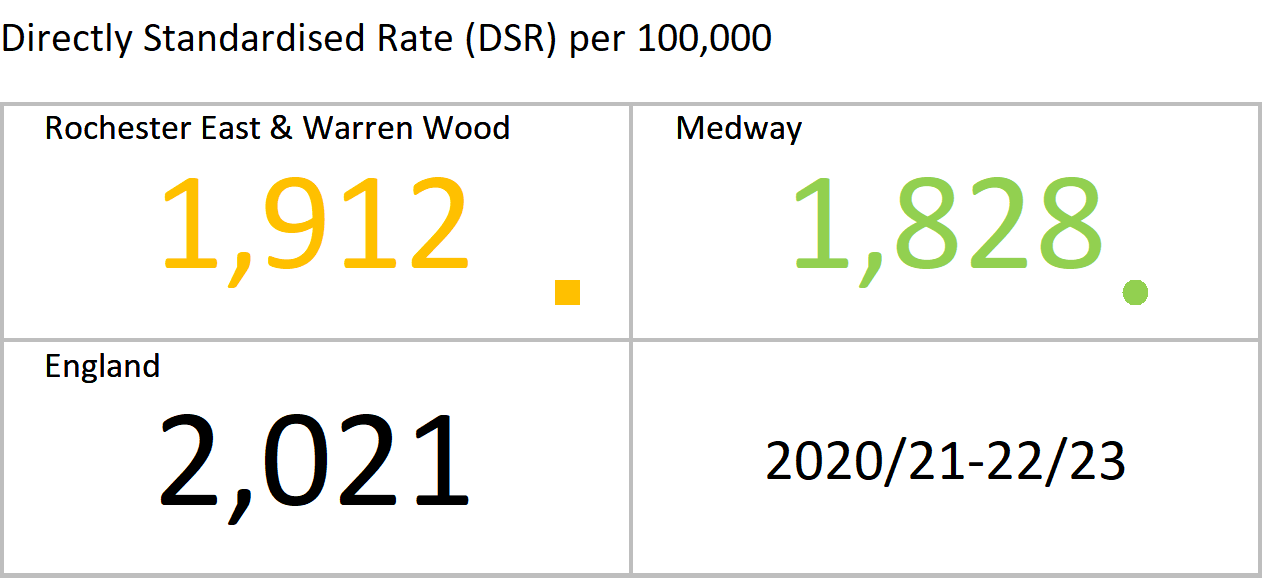 Directly Standardised Rate (DSR) per 100,000
Rochester East & Warren Wood
1,912
Medway
1,828
England
2,021
2020/21-22/23